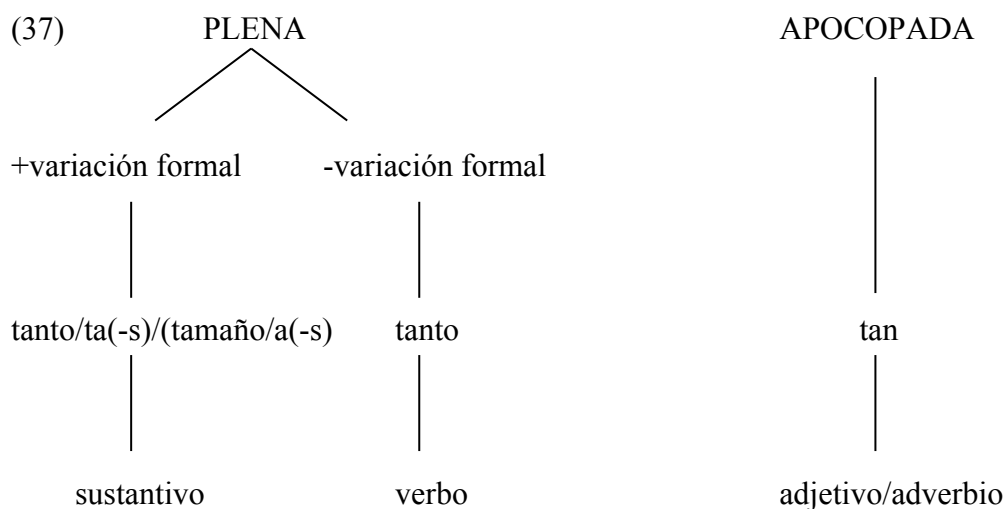 (37) PLENA APOCOPADA
+variación formal -variación formal
tanto/ta(-s)/(tamaño/a(-s) tanto tan
sustantivo verbo adjetivo/adverbio